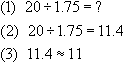 (1) 20÷1.75 = ?
(2) 20÷1.75 = 11.4
(3) 11.4 ≈ 11